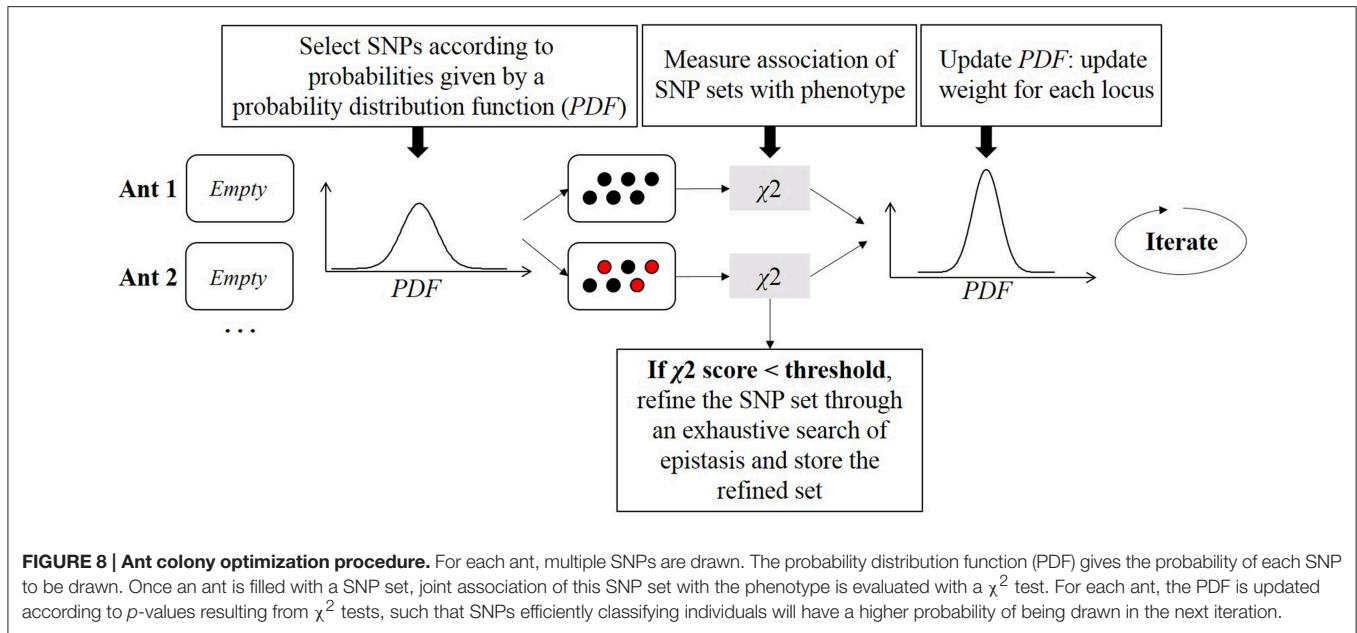 Select SNPs according to
probabilities given by a
probability distribution function (PDF)
Measure association of
SNP sets with phenotype
Update PDF: update
weight for each locus
Ant 1
Empty
χ2
Ant 2
Empty
PDF
χ2
PDF
Iterate
. . .
If χ2 score < threshold,
refine the SNP set through
an exhaustive search of
epistasis and store the
refined set
FIGURE 8 | Ant colony optimization procedure. For each ant, multiple SNPs are drawn. The probability distribution function (PDF) gives the probability of each SNP
to be drawn. Once an ant is filled with a SNP set, joint association of this SNP set with the phenotype is evaluated with a χ² test. For each ant, the PDF is updated
according to p-values resulting from χ² tests, such that SNPs efficiently classifying individuals will have a higher probability of being drawn in the next iteration.